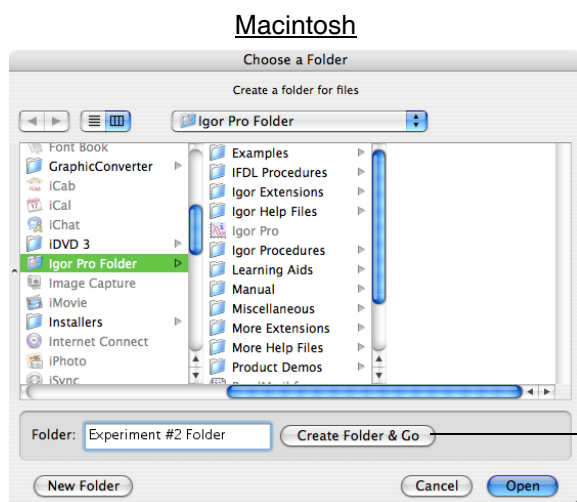 Macintosh
Choose a Folder
Create a folder for files
Igor Pro Folder
Font Book
GraphicConverter
iCab
iCal
iChat
iDVD 3
Igor Pro Folder
Image Capture
iMovie
Installers
Internet Connect
iPhoto
iSync
Examples
IFDL Procedures
Igor Extensions
Igor Help Files
Igor Pro
Igor Procedures
Learning Aids
Manual
Miscellaneous
More Extensions
More Help Files
Product Demos
Folder: Experiment #2 Folder Create Folder & Go
New Folder Cancel Open